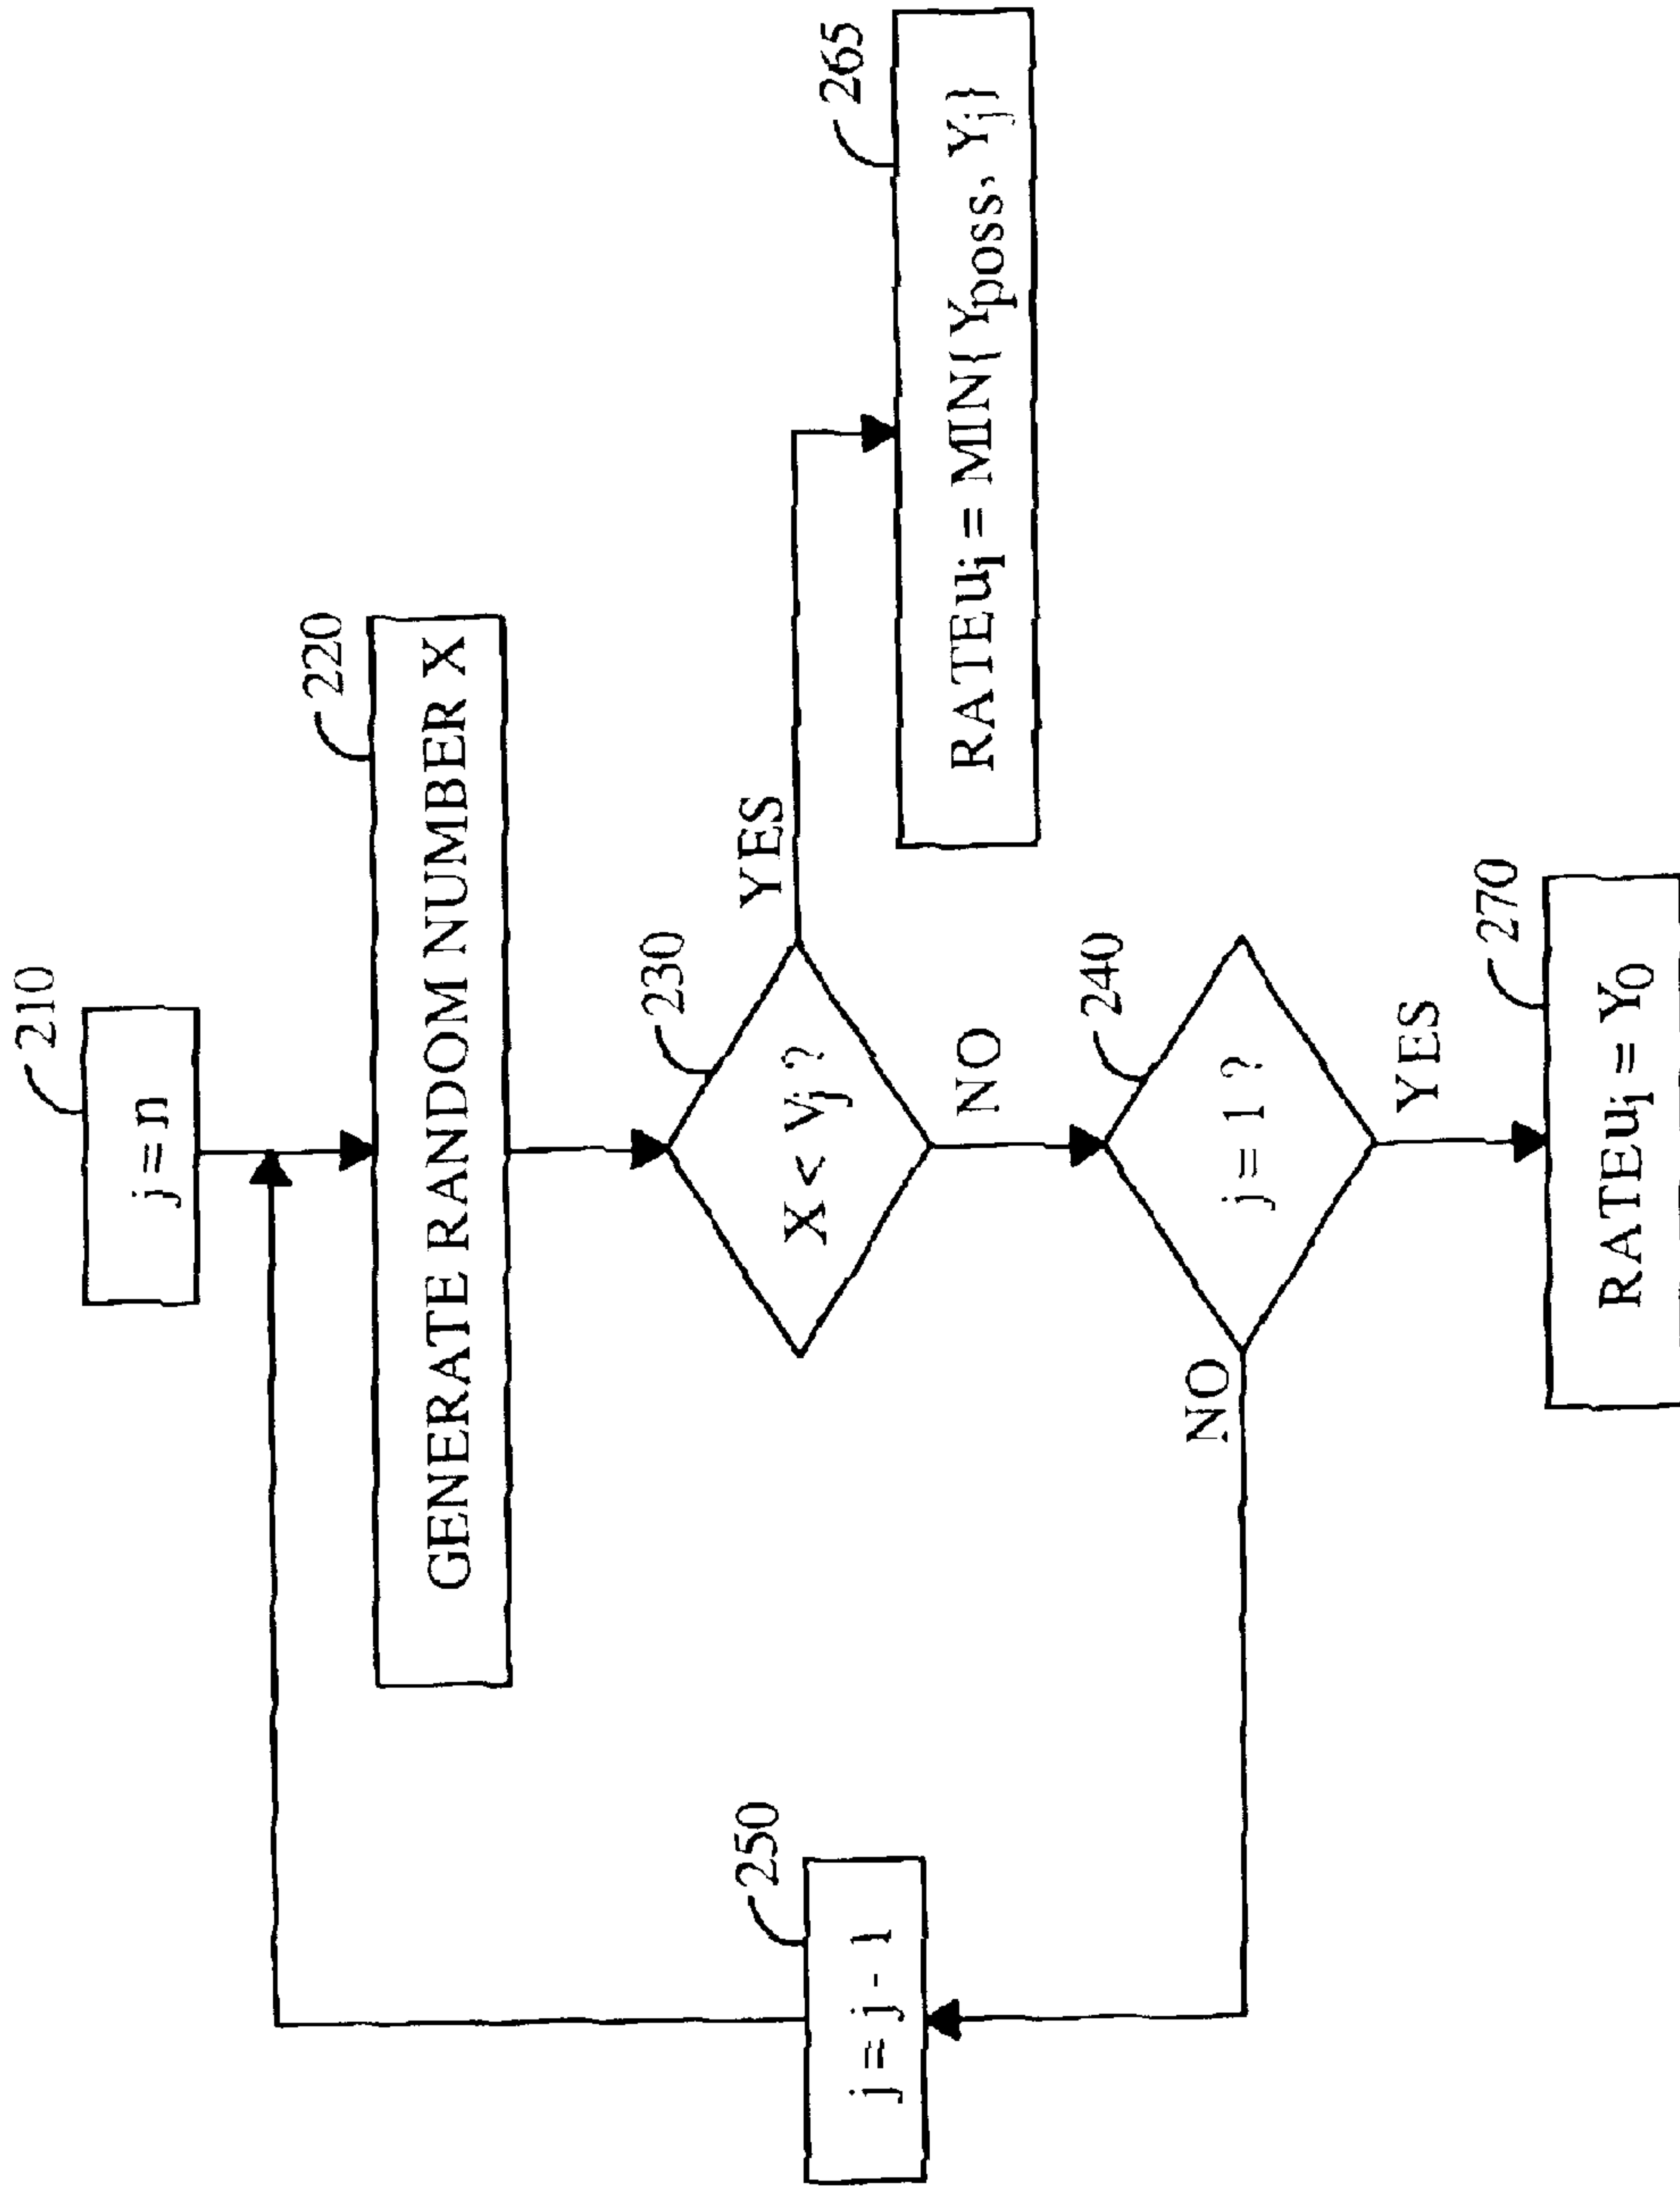 210
j = n
220
GENERATE RANDOM NUMBER X
230
X < Vj ?
YES
265
RATEui = MIN{Yposs, Yj}
NO
240
j = 1 ?
NO
250
j = j - 1
YES
270
RATEui = Y0